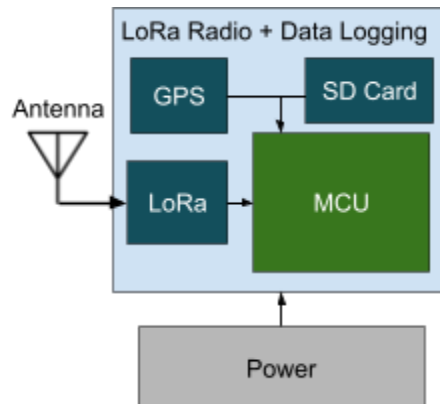 LoRa Radio + Data Logging
GPS
SD Card
Antenna
LoRa
MCU
Power